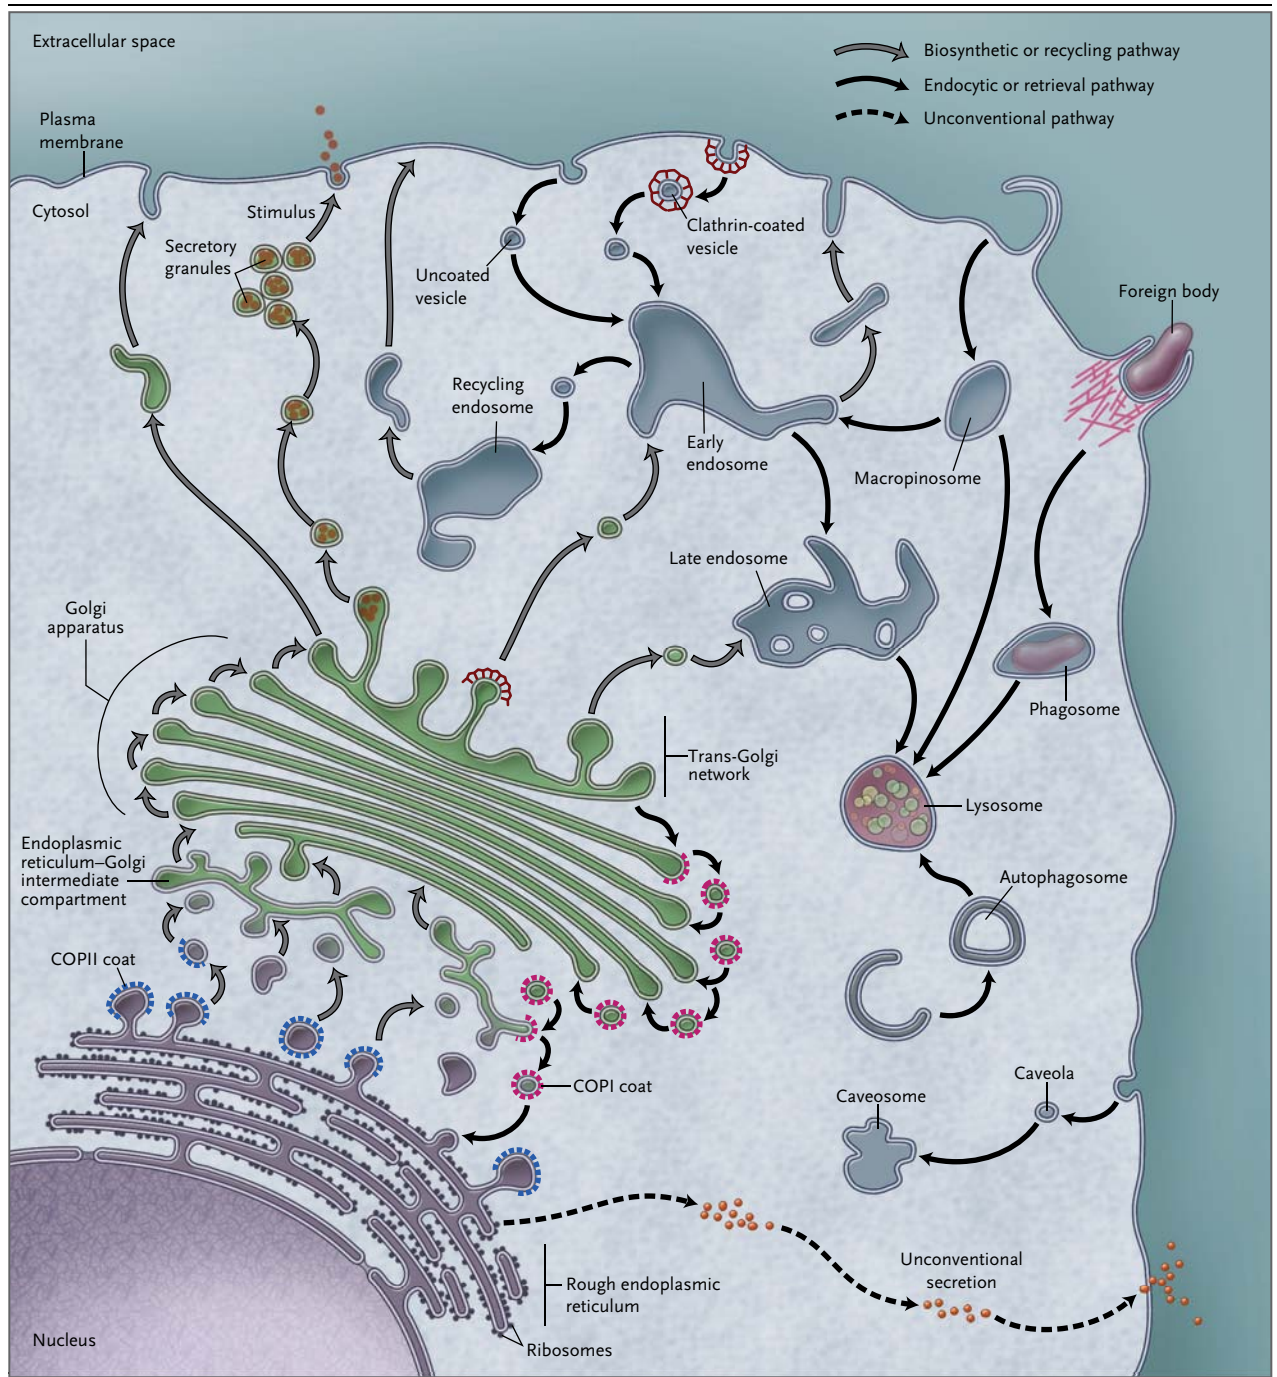 Extracellular space
Biosynthetic or recycling pathway
Endocytic or retrieval pathway
Unconventional pathway
Plasma
membrane
Cytosol
Stimulus
Secretory
granules
Uncoated
vesicle
Clathrin-coated
vesicle
Foreign body
Recycling
endosome
Early
endosome
Macropinosome
Late endosome
Golgi
apparatus
Phagosome
Trans-Golgi
network
Lysosome
Endoplasmic
reticulum–Golgi
intermediate
compartment
Autophagosome
COPII coat
COPI coat
Caveola
Caveosome
Unconventional
secretion
Rough endoplasmic
reticulum
Nucleus
Ribosomes